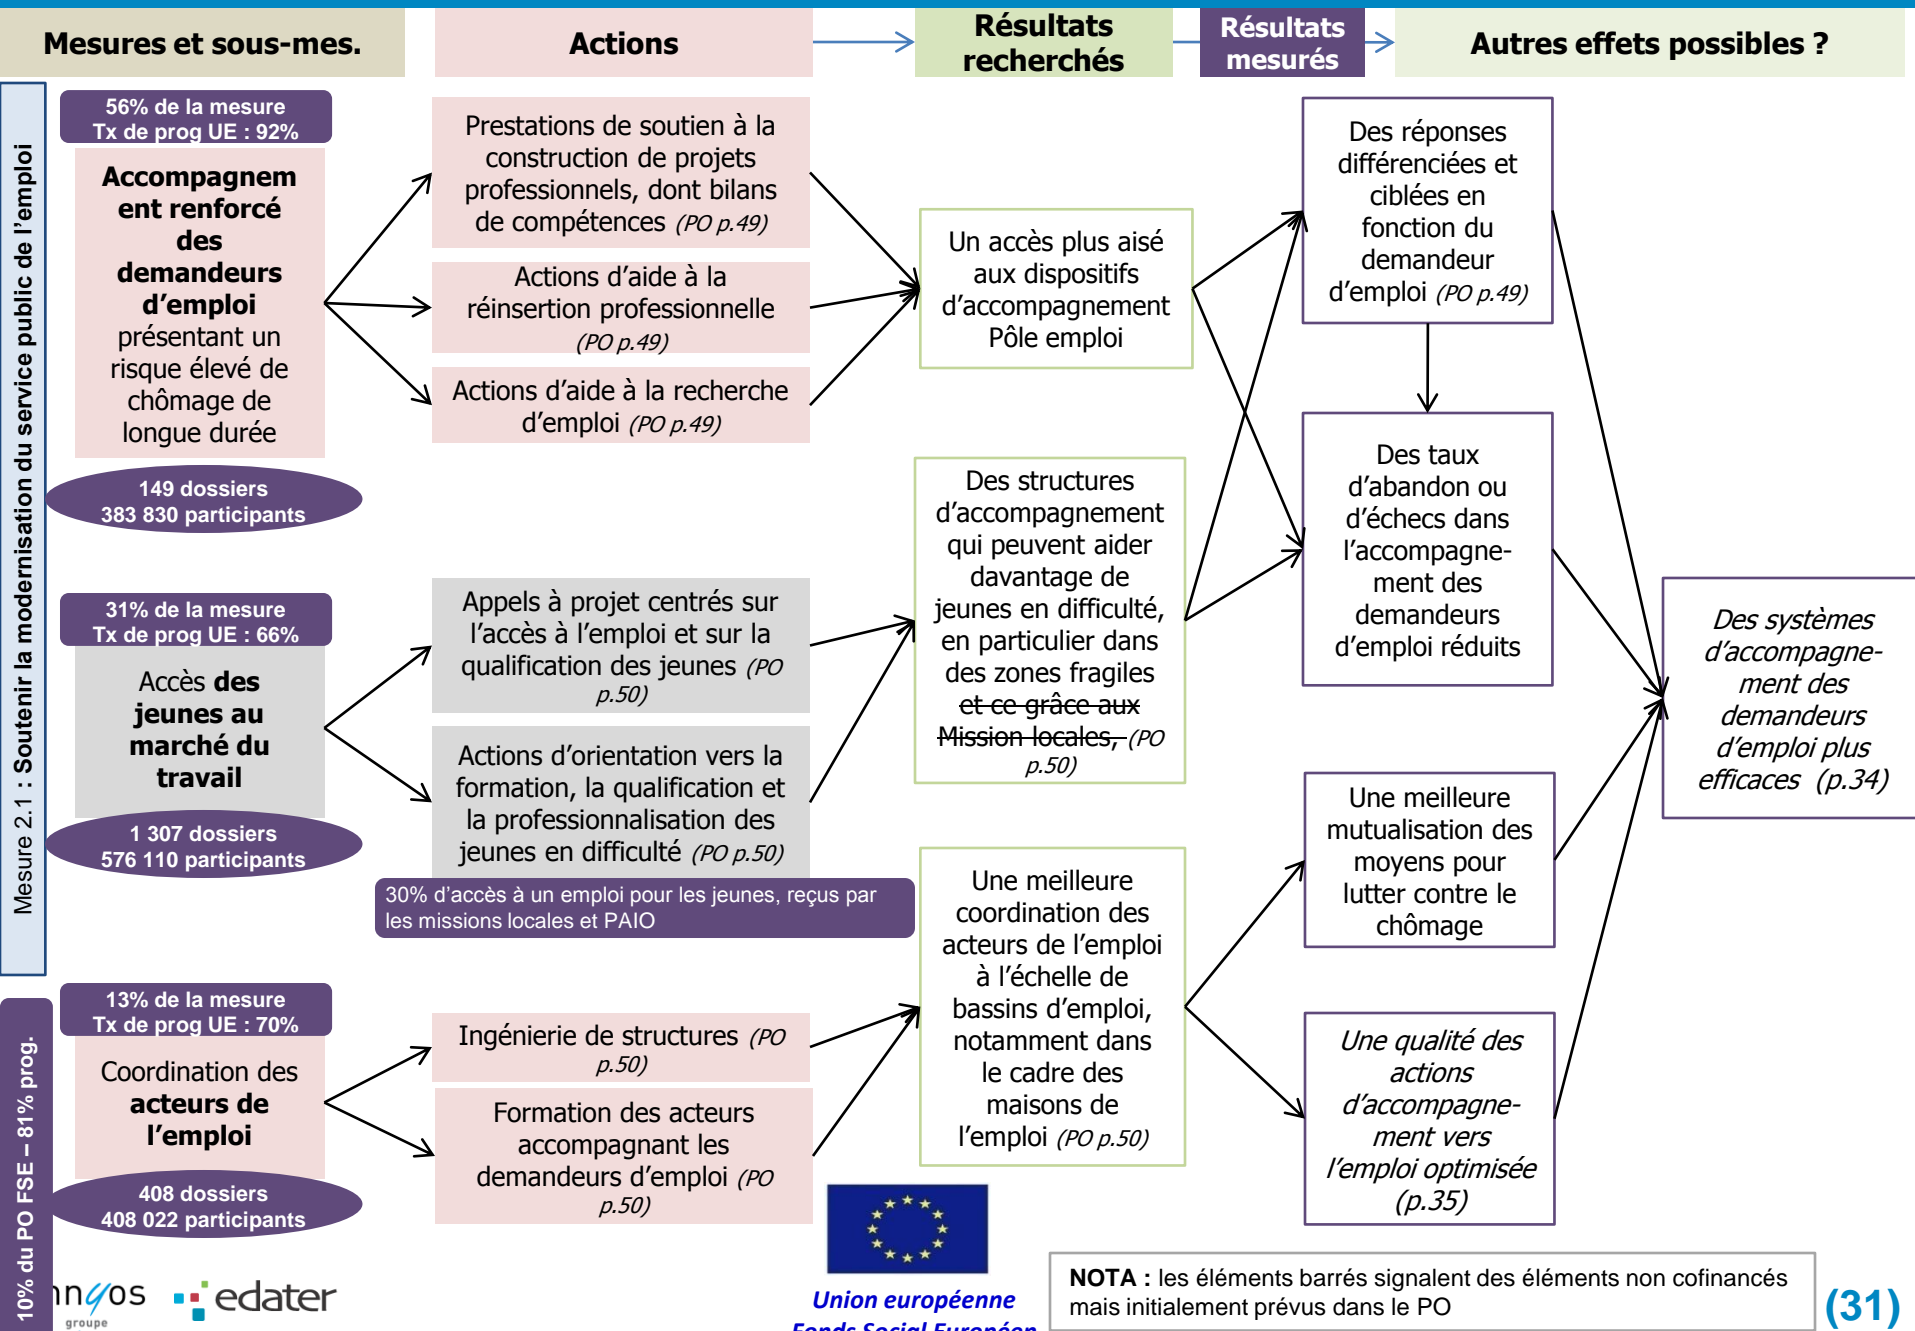 Mesures et sous-mes.
Actions
Résultats
recherchés
Résultats
mesurés
Autres effets possibles ?
Mesure 2.1 : Soutenir la modernisation du service public de l'emploi
10% du PO FSE – 81% prog.
56% de la mesure
Tx de prog UE : 92%
Accompagnem
ent renforcé
des
demandeurs
d'emploi
présentant un
risque élevé de
chômage de
longue durée
149 dossiers
383 830 participants
31% de la mesure
Tx de prog UE : 66%
Accès des
jeunes au
marché du
travail
1 307 dossiers
576 110 participants
13% de la mesure
Tx de prog UE : 70%
Coordination des
acteurs de
l'emploi
408 dossiers
408 022 participants
Prestations de soutien à la
construction de projets
professionnels, dont bilans
de compétences (PO p.49)
Actions d'aide à la
réinsertion professionnelle
(PO p.49)
Actions d'aide à la recherche
d'emploi (PO p.49)
Appels à projet centrés sur
l'accès à l'emploi et sur la
qualification des jeunes (PO
p.50)
Actions d'orientation vers la
formation, la qualification et
la professionnalisation des
jeunes en difficulté (PO p.50)
30% d'accès à un emploi pour les jeunes, reçus par
les missions locales et PAIO
Ingénierie de structures (PO
p.50)
Formation des acteurs
accompagnant les
demandeurs d'emploi (PO
p.50)
Un accès plus aisé
aux dispositifs
d'accompagnement
Pôle emploi
Des structures
d'accompagnement
qui peuvent aider
davantage de
jeunes en difficulté,
en particulier dans
des zones fragiles
et ce grâce aux
Mission locales, (PO
p.50)
Une meilleure
coordination des
acteurs de l'emploi
à l'échelle de
bassins d'emploi,
notamment dans
le cadre des
maisons de
l'emploi (PO p.50)
Des réponses
différenciées et
ciblées en
fonction du
demandeur
d'emploi (PO p.49)
Des taux
d'abandon ou
d'échecs dans
l'accompagne-
ment des
demandeurs
d'emploi réduits
Une meilleure
mutualisation des
moyens pour
lutter contre le
chômage
Une qualité des
actions
d'accompagne-
ment vers
l'emploi optimisée
(p.35)
Des systèmes
d'accompagne-
ment des
demandeurs
d'emploi plus
efficaces (p.34)
nnyos
groupe
edater
Union européenne
Fonds Social Européen
NOTA : les éléments barrés signalent des éléments non cofinancés
mais initialement prévus dans le PO
(31)